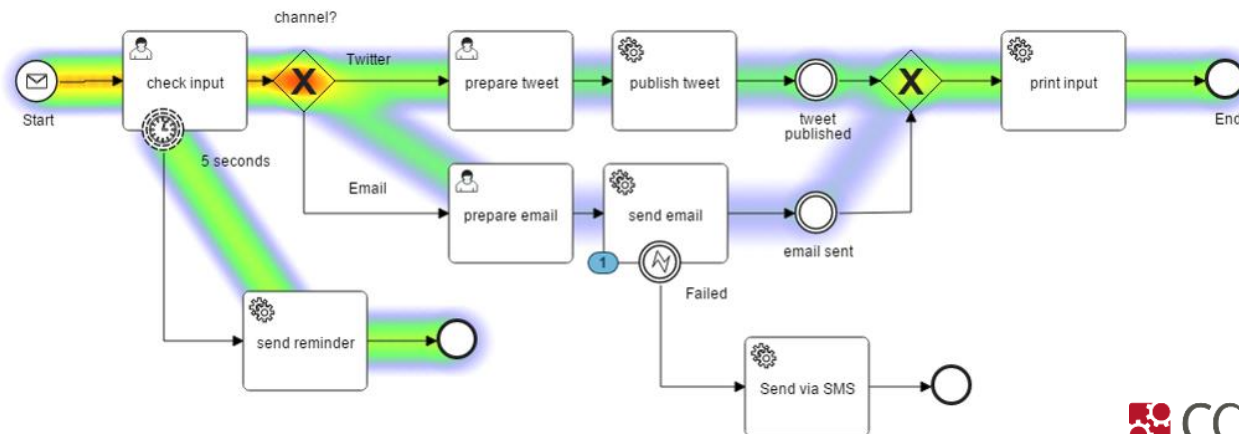 channel?
Twitter
check input
prepare tweet
publish tweet
print input
Start
tweet
published
End
5 seconds
Email
prepare email
send email
email sent
1
Failed
send reminder
Send via SMS